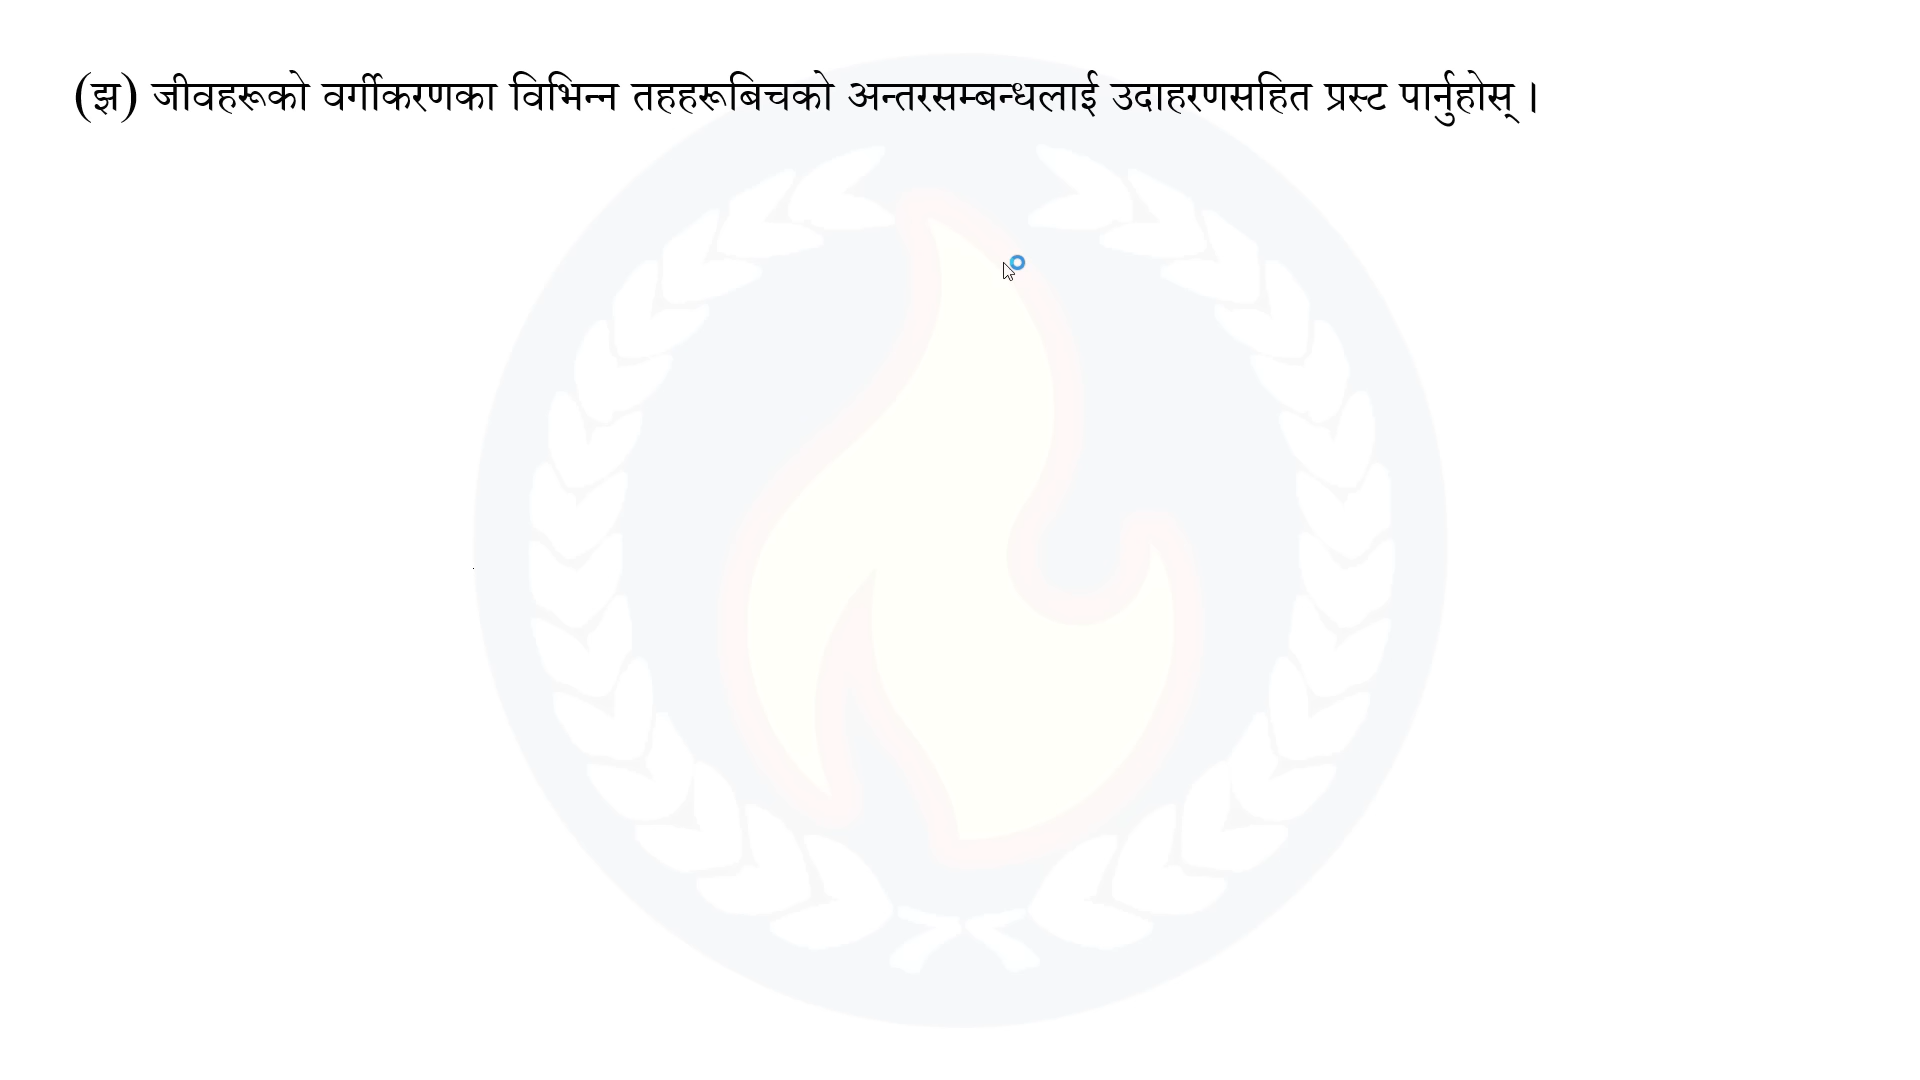 (झ) जीवहरूको वर्गीकरणका विभिन्न तहहरूबिचको अन्तरसम्बन्धलाई उदाहरणसहित प्रस्ट पार्नुहोस् ।